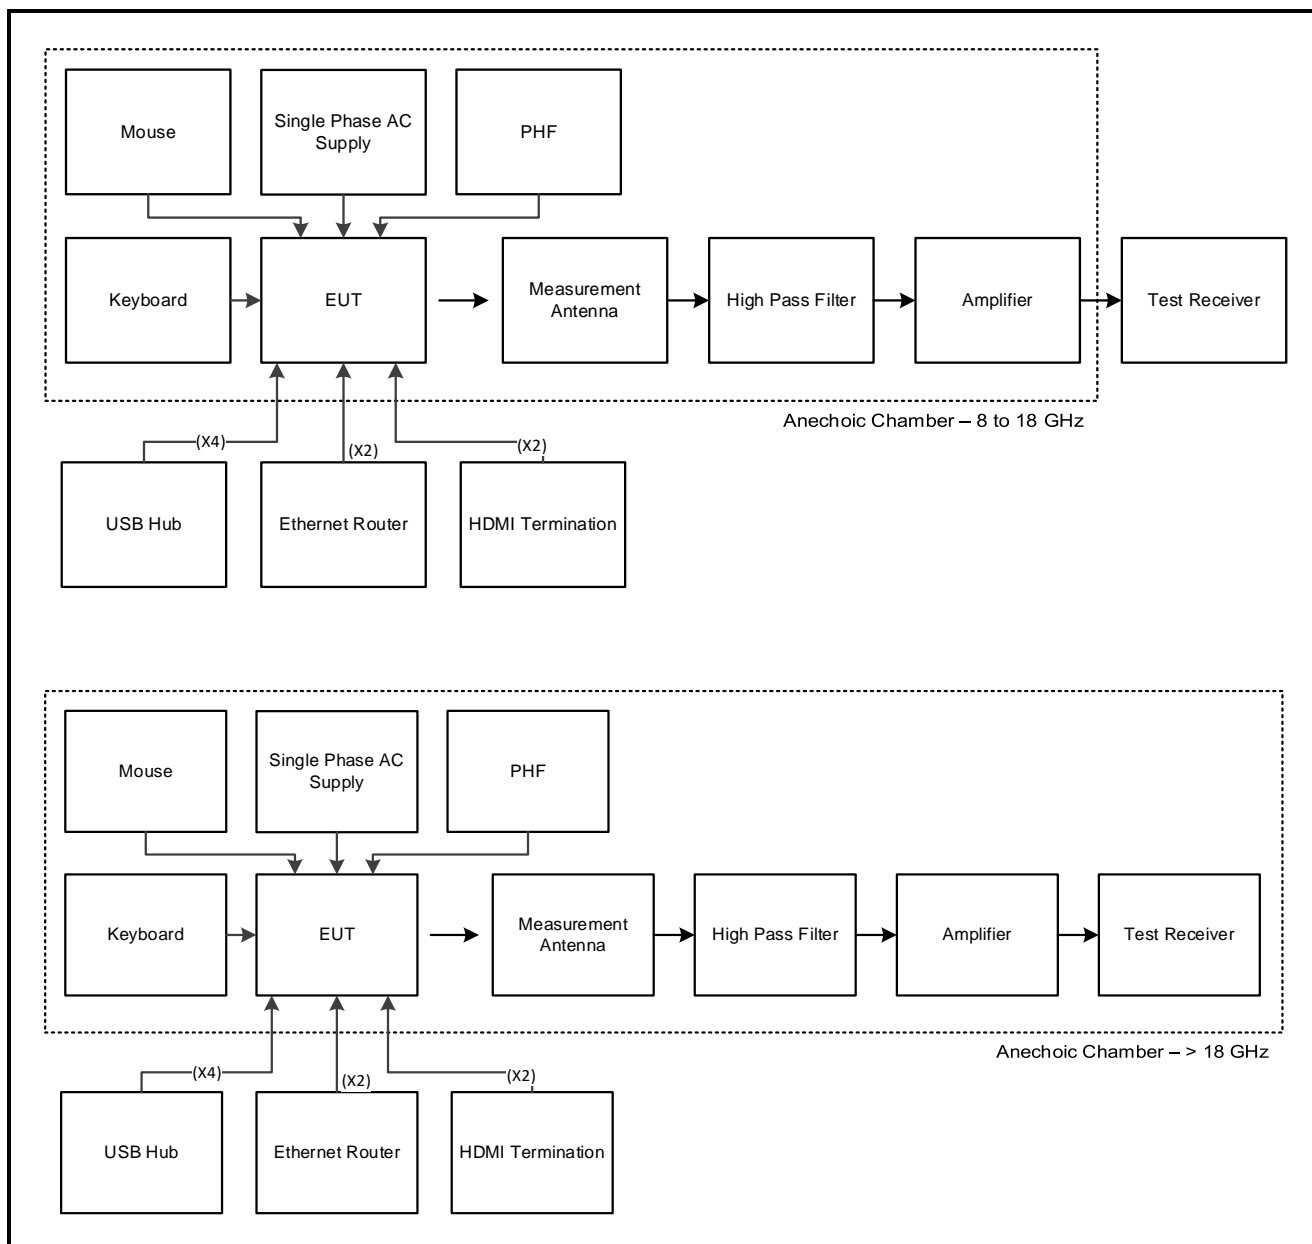 Mouse
Single Phase AC
Supply
PHF
Keyboard
EUT
Measurement
Antenna
High Pass Filter
Amplifier
Test Receiver
Anechoic Chamber – 8 to 18 GHz
(X4)
(X2)
(X2)
USB Hub
Ethernet Router
HDMI Termination
Mouse
Single Phase AC
Supply
PHF
Keyboard
EUT
Measurement
Antenna
High Pass Filter
Amplifier
Test Receiver
Anechoic Chamber – > 18 GHz
(X4)
(X2)
(X2)
USB Hub
Ethernet Router
HDMI Termination